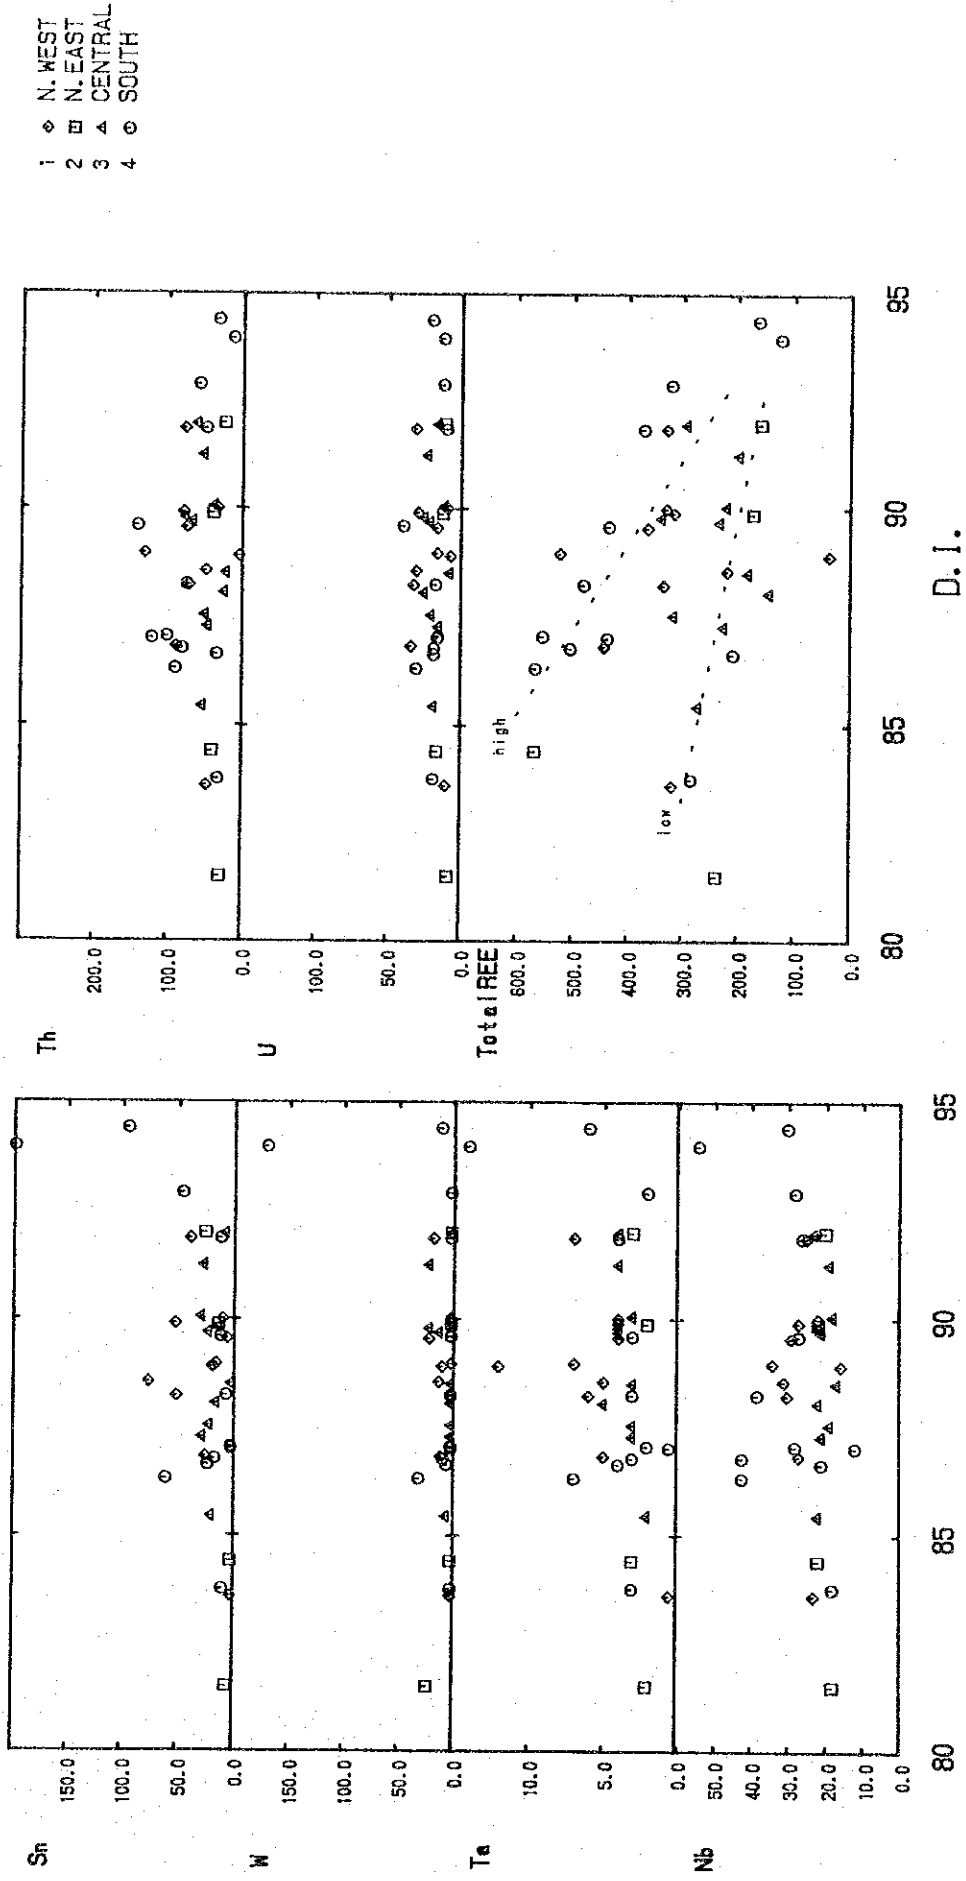 1 N.WEST
2 N.EAST
3 CENTRAL
4 SOUTH
Sn
150.0
100.0
50.0
0.0
W
150.0
100.0
50.0
0.0
Ta
10.0
5.0
0.0
Nb
50.0
40.0
30.0
20.0
10.0
0.0
80
85
90
95
Th
200.0
100.0
0.0
U
100.0
50.0
0.0
Total REE
600.0
500.0
400.0
300.0
200.0
100.0
0.0
high
low
80
85
90
95
D.I.